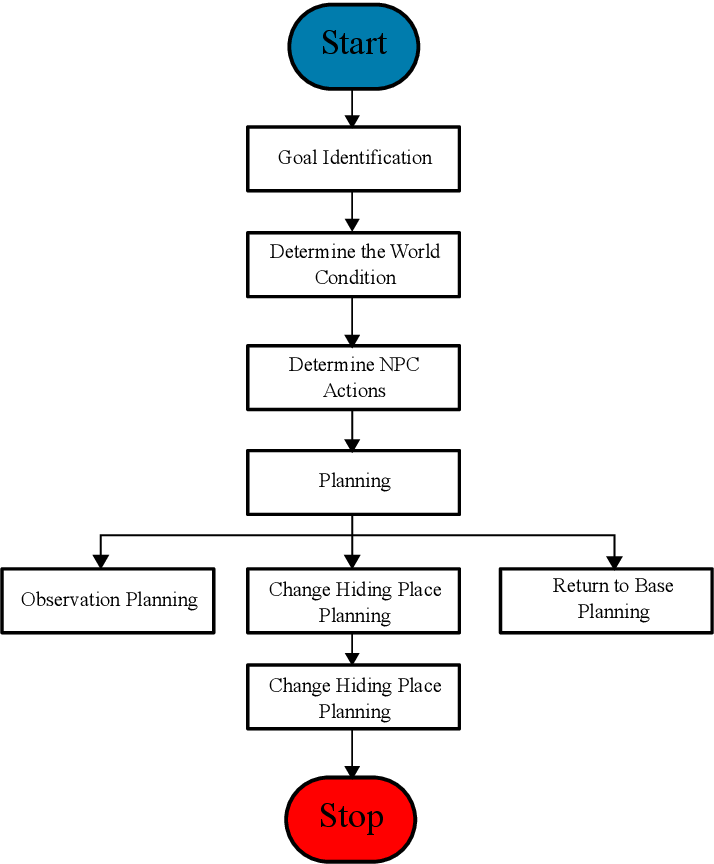 Start
Goal Identification
Determine the World
Condition
Determine NPC
Actions
Planning
Observation Planning
Change Hiding Place
Planning
Return to Base
Planning
Change Hiding Place
Planning
Stop